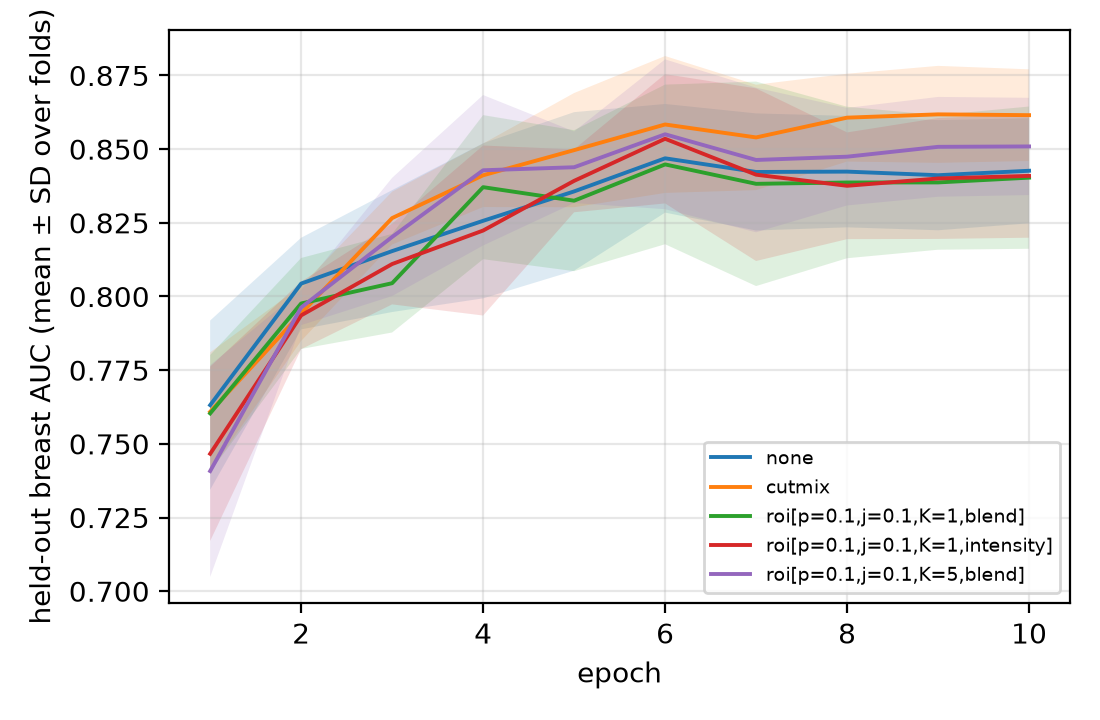 held-out breast AUC (mean ± SD over folds)
0.875
0.850
0.825
0.800
0.775
0.750
0.725
0.700
none
cutmix
roi[p=0.1,j=0.1,K=1,blend]
roi[p=0.1,j=0.1,K=1,intensity]
roi[p=0.1,j=0.1,K=5,blend]
2 4 6 8 10
epoch